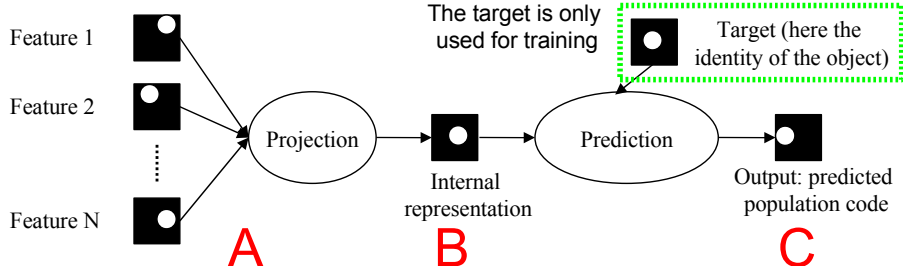 The target is only
used for training
Target (here the
identity of the object)
Feature 1
Feature 2
Feature N
Projection
Internal
representation
Prediction
Output: predicted
population code
A
B
C